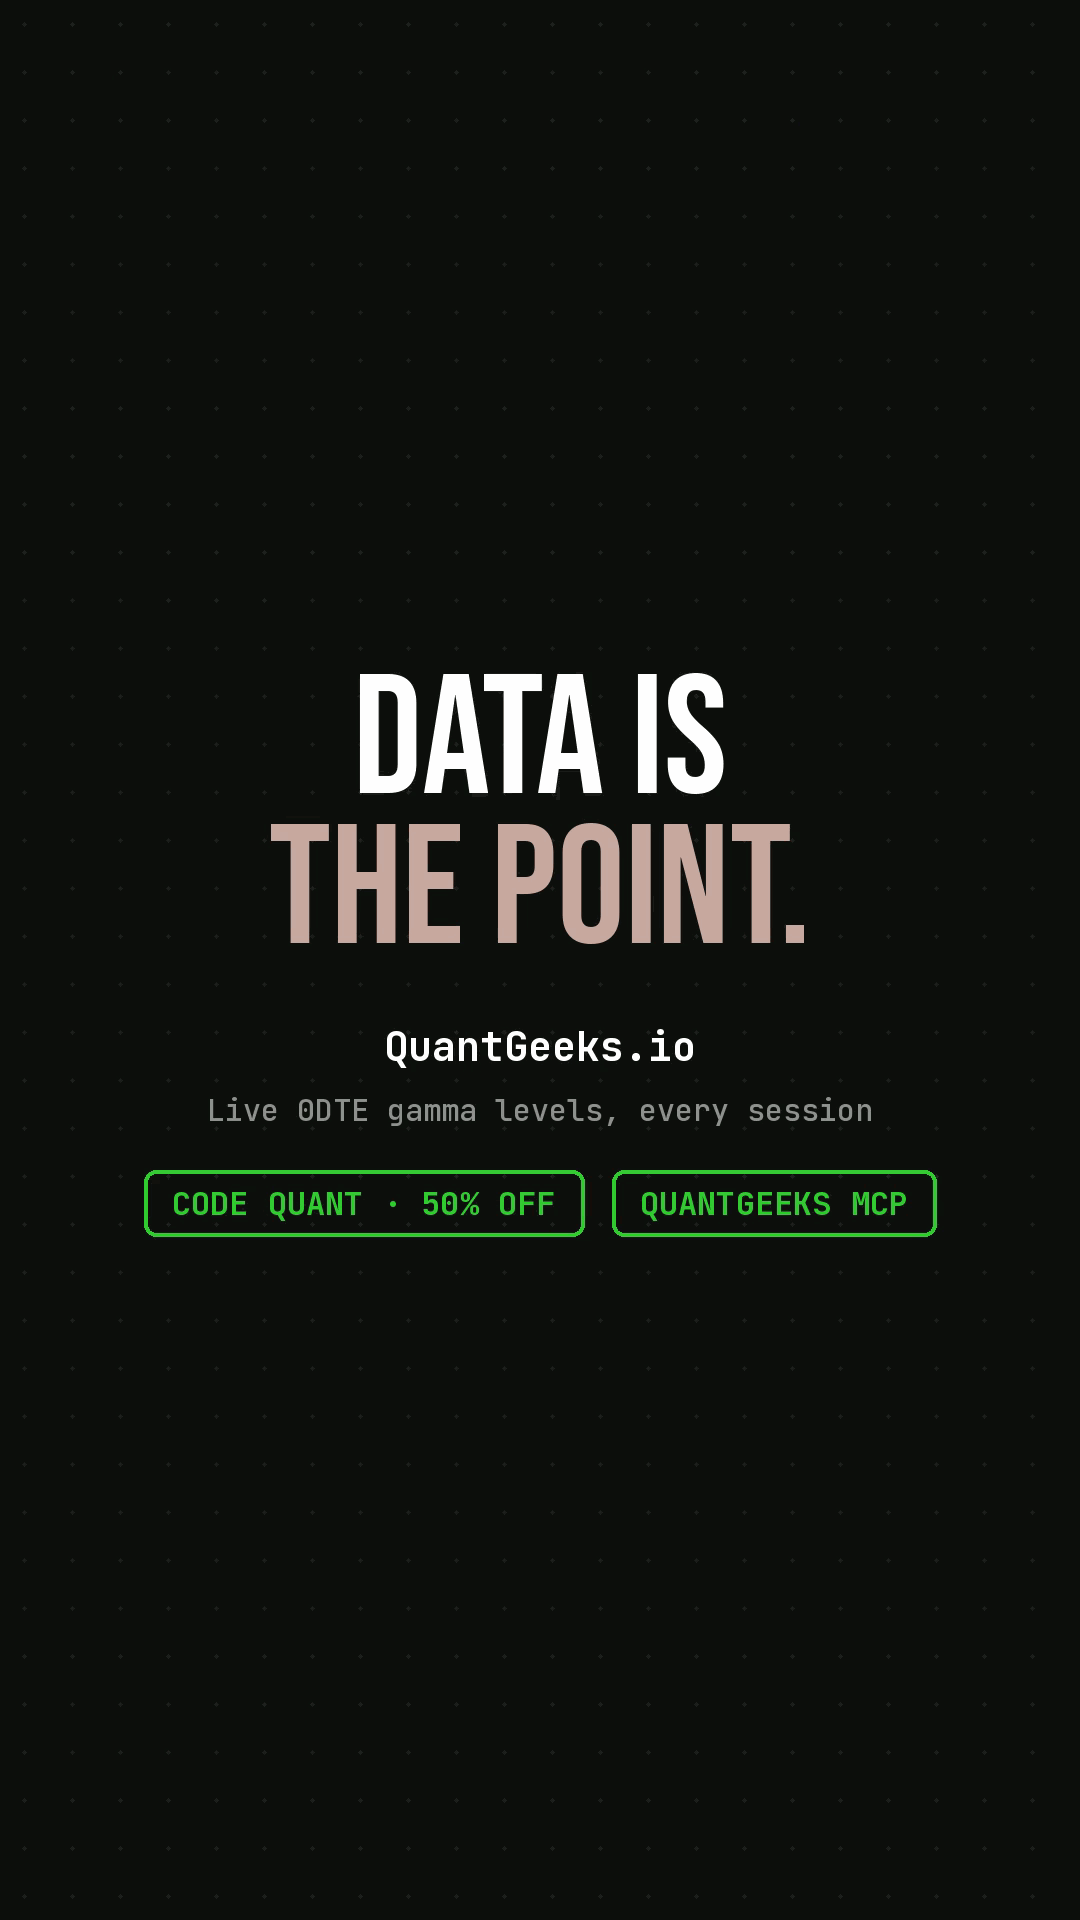 DATA IS
THE POINT.
QuantGeeks.io
Live 0DTE gamma levels, every session
CODE QUANT · 50% OFF
QUANTGEEKS MCP